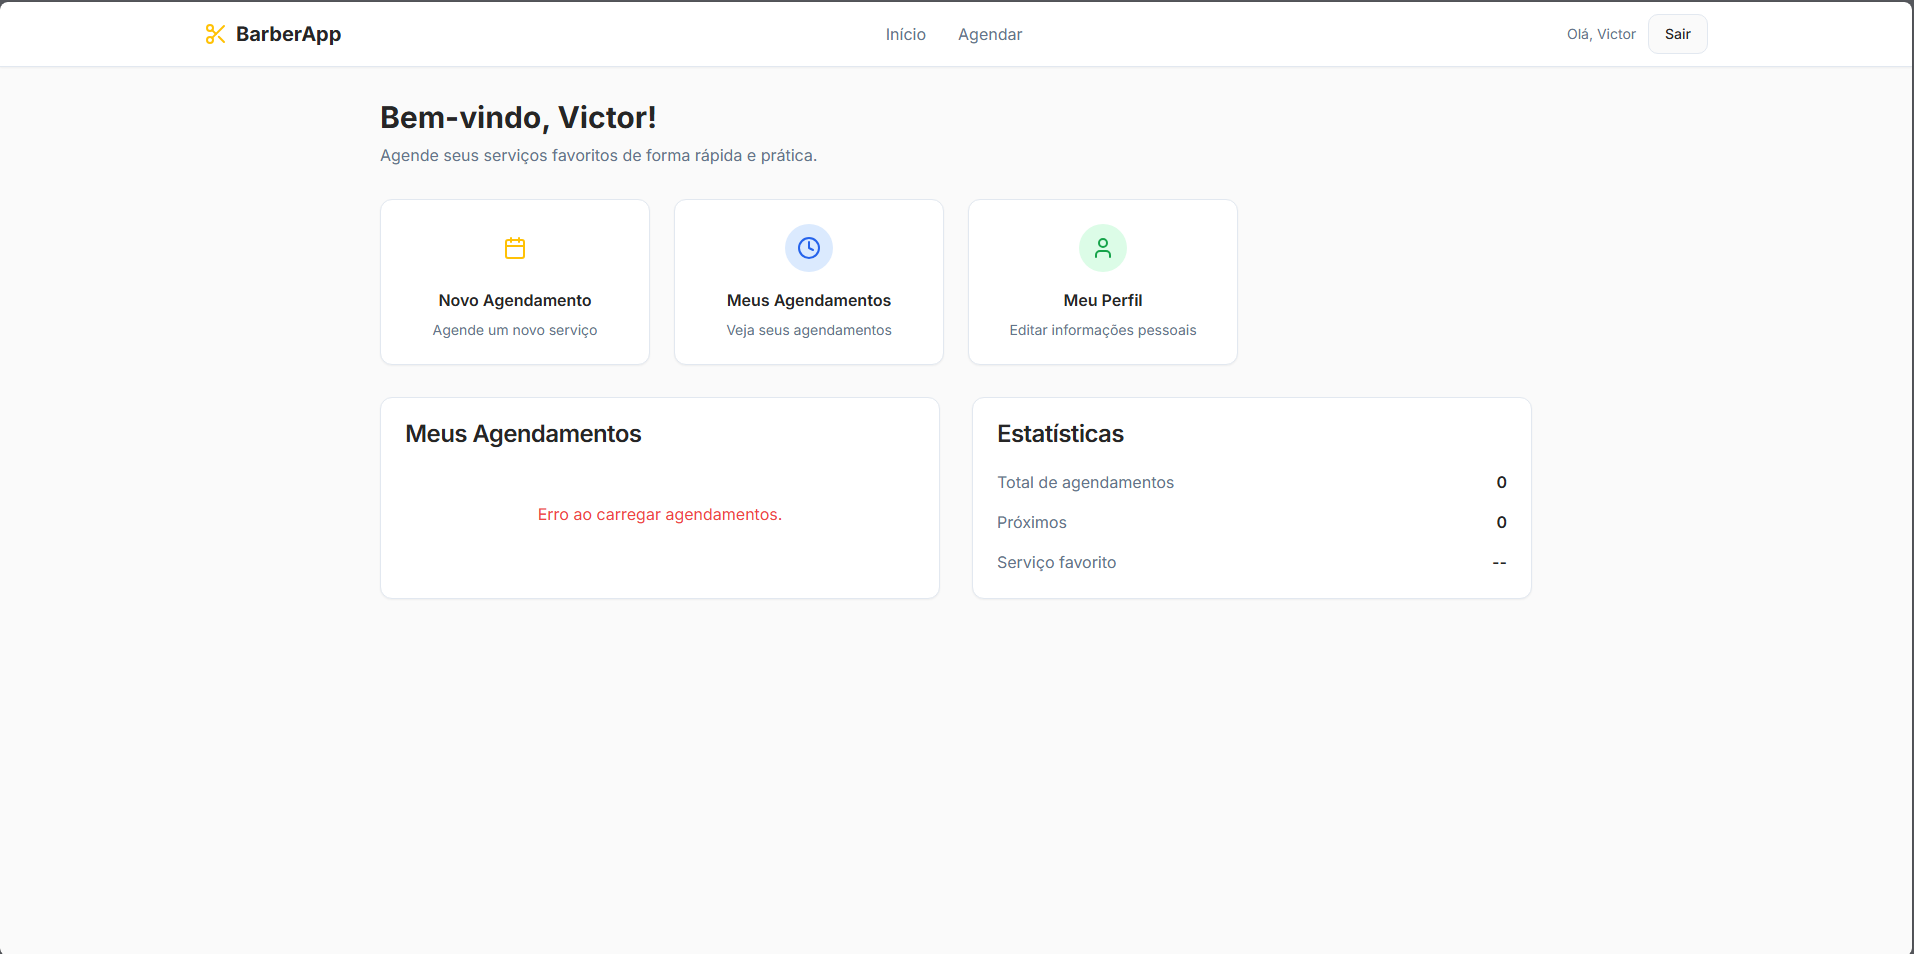 BarberApp
Início
Agendar
Olá, Victor
Sair
Bem-vindo, Victor!
Agende seus serviços favoritos de forma rápida e prática.
Novo Agendamento
Agende um novo serviço
Meus Agendamentos
Veja seus agendamentos
Meu Perfil
Editar informações pessoais
Meus Agendamentos
Erro ao carregar agendamentos.
Estatísticas
Total de agendamentos 0
Próximos 0
Serviço favorito --